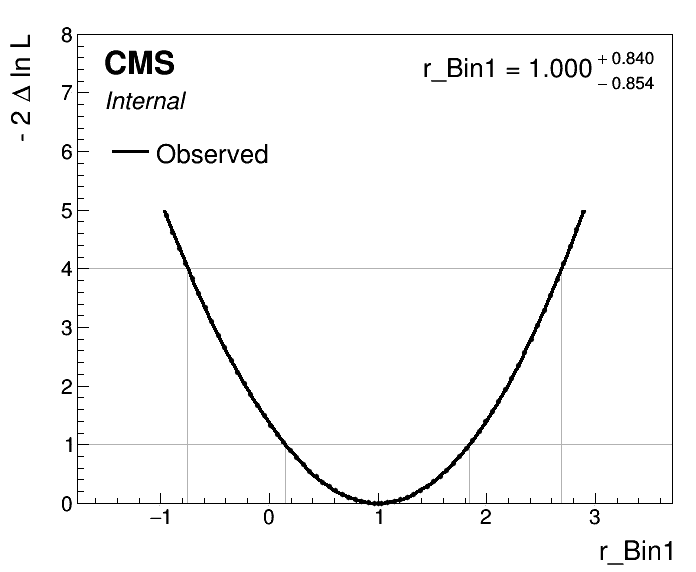 - 2 Δ ln L
CMS
Internal
r_Bin1 = 1.000 + 0.840 − 0.854
Observed
8
7
6
5
4
3
2
1
0
−1 0 1 2 3
r_Bin1